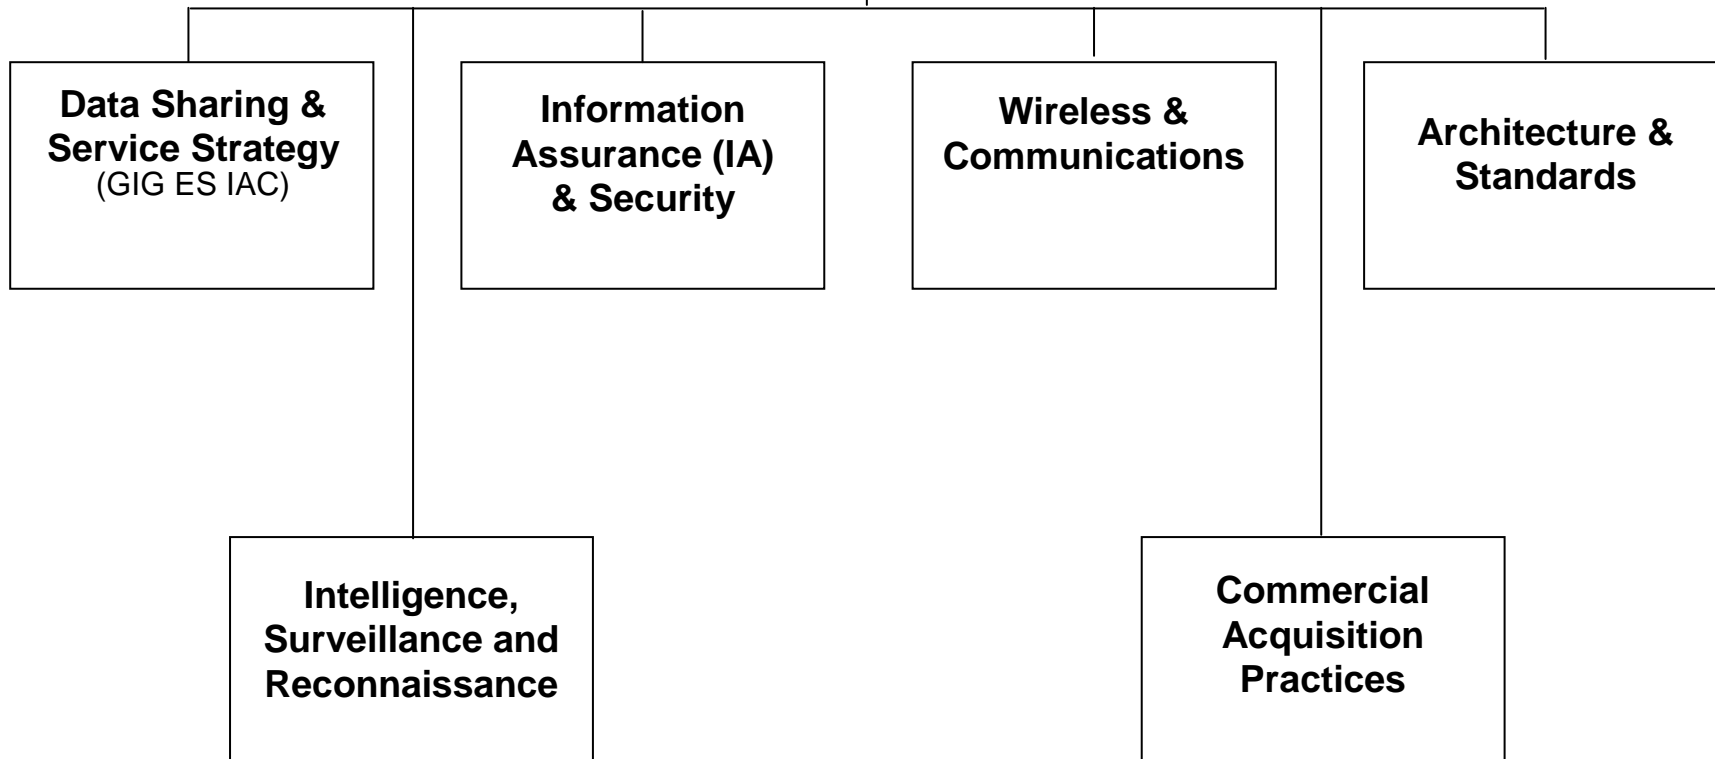 Data Sharing &
Service Strategy
(GIG ES IAC)
Information
Assurance (IA)
& Security
Wireless &
Communications
Architecture &
Standards
Intelligence,
Surveillance and
Reconnaissance
Commercial
Acquisition
Practices